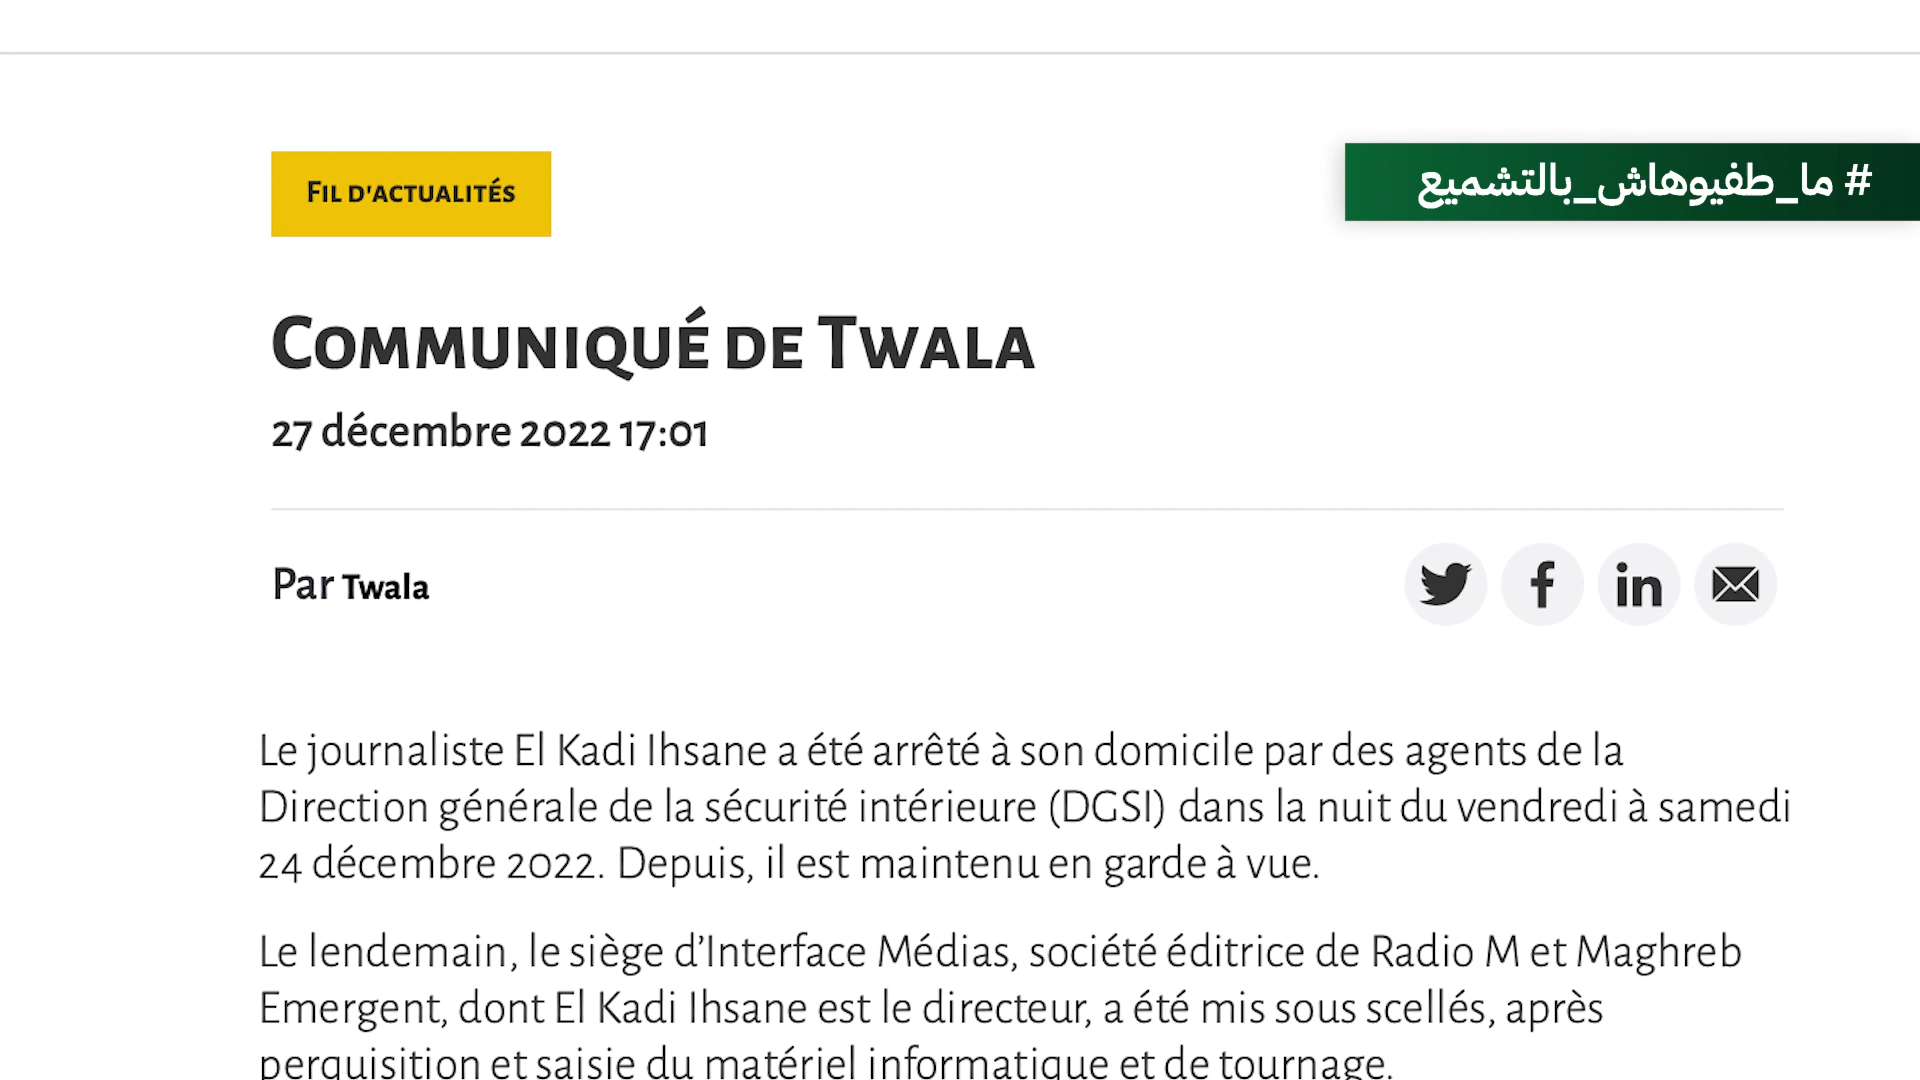 Fil d'actualités
# ما_طفيوهاش_بالتشميع
Communiqué de Twala
27 décembre 2022 17:01
Par Twala
Le journaliste El Kadi Ihsane a été arrêté à son domicile par des agents de la
Direction générale de la sécurité intérieure (DGSI) dans la nuit du vendredi à samedi
24 décembre 2022. Depuis, il est maintenu en garde à vue.
Le lendemain, le siège d’Interface Médias, société éditrice de Radio M et Maghreb
Emergent, dont El Kadi Ihsane est le directeur, a été mis sous scellés, après
perquisition et saisie du matériel informatique et de tournage.